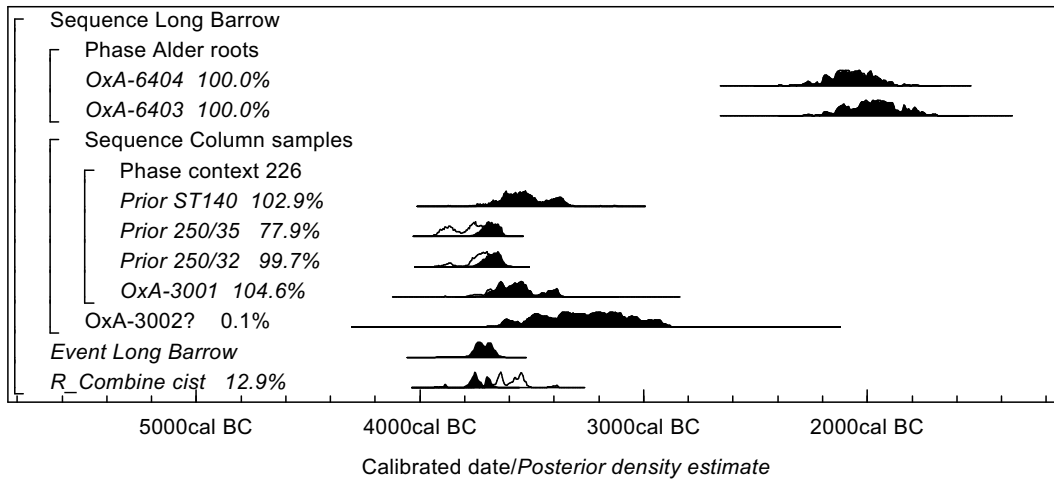 Sequence Long Barrow
Phase Alder roots
OxA-6404 100.0%
OxA-6403 100.0%
Sequence Column samples
Phase context 226
Prior ST140 102.9%
Prior 250/35 77.9%
Prior 250/32 99.7%
OxA-3001 104.6%
OxA-3002? 0.1%
Event Long Barrow
R_Combine cist 12.9%
5000cal BC 4000cal BC 3000cal BC 2000cal BC
Calibrated date/Posterior density estimate